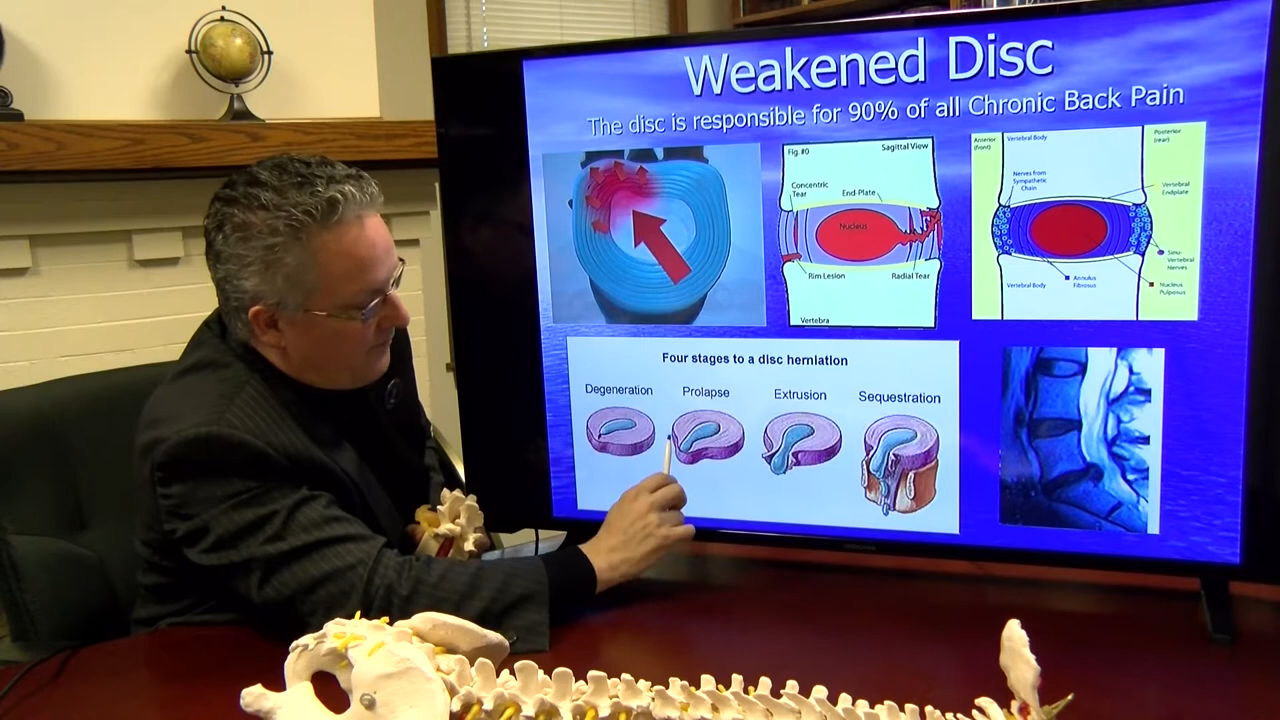 Weakened Disc
The disc is responsible for 90% of all Chronic Back Pain
Fig.#0
Sagittal View
Concentric
Tear
End-Plate
Nucleus
Rim Lesion
Radial Tear
Vertebra
Anterior
(front)
Vertebral Body
Posterior
(rear)
Nerves from
Sympathetic
Chain
Vertebral
Endplate
Sinu-
Vertebral
Nerves
Annulus
Fibrosus
Vertebral Body
Nucleus
Pulposus
Four stages to a disc herniation
Degeneration
Prolapse
Extrusion
Sequestration